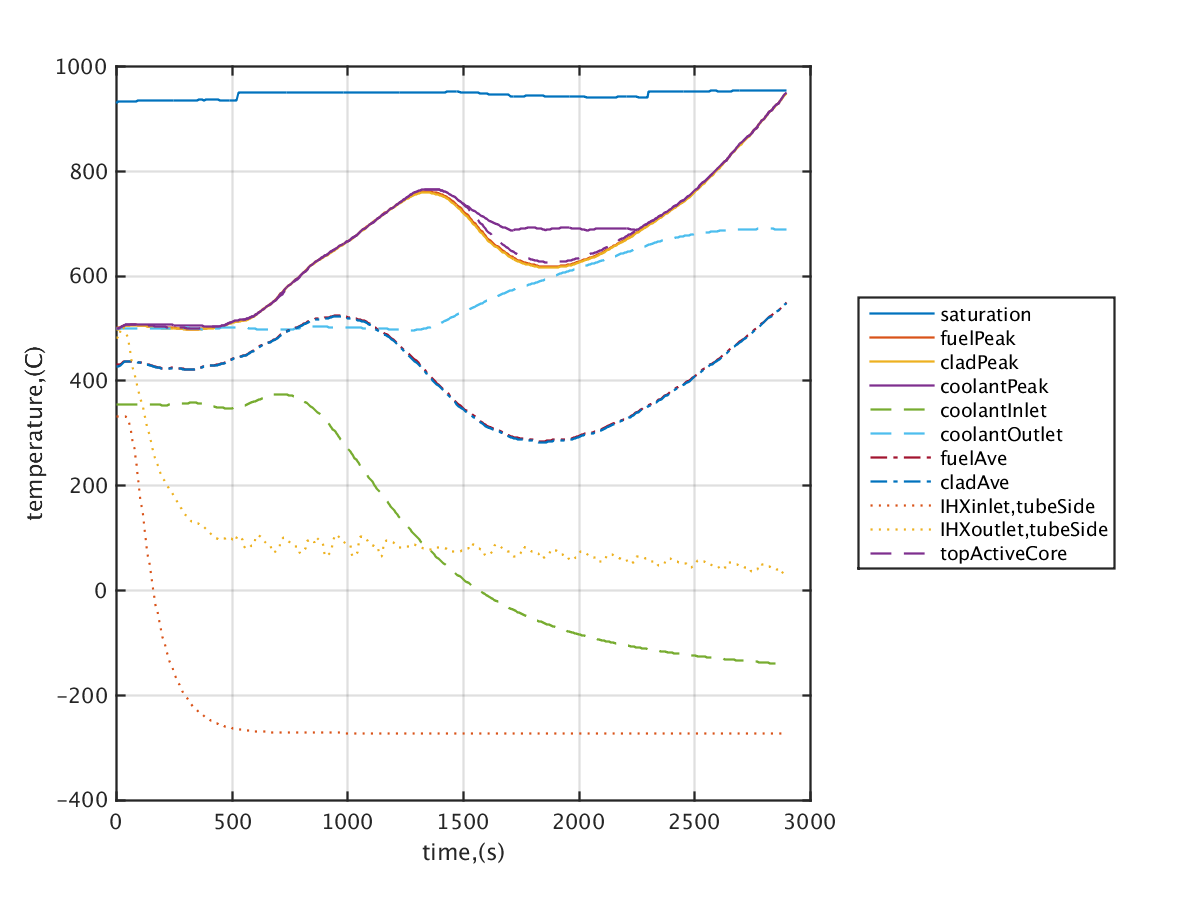 1000
800
600
400
200
0
-200
-400
0 500 1000 1500 2000 2500 3000
time,(s)
temperature,(C)
saturation
fuelPeak
cladPeak
coolantPeak
coolantInlet
coolantOutlet
fuelAve
cladAve
IHXinlet,tubeSide
IHXoutlet,tubeSide
topActiveCore